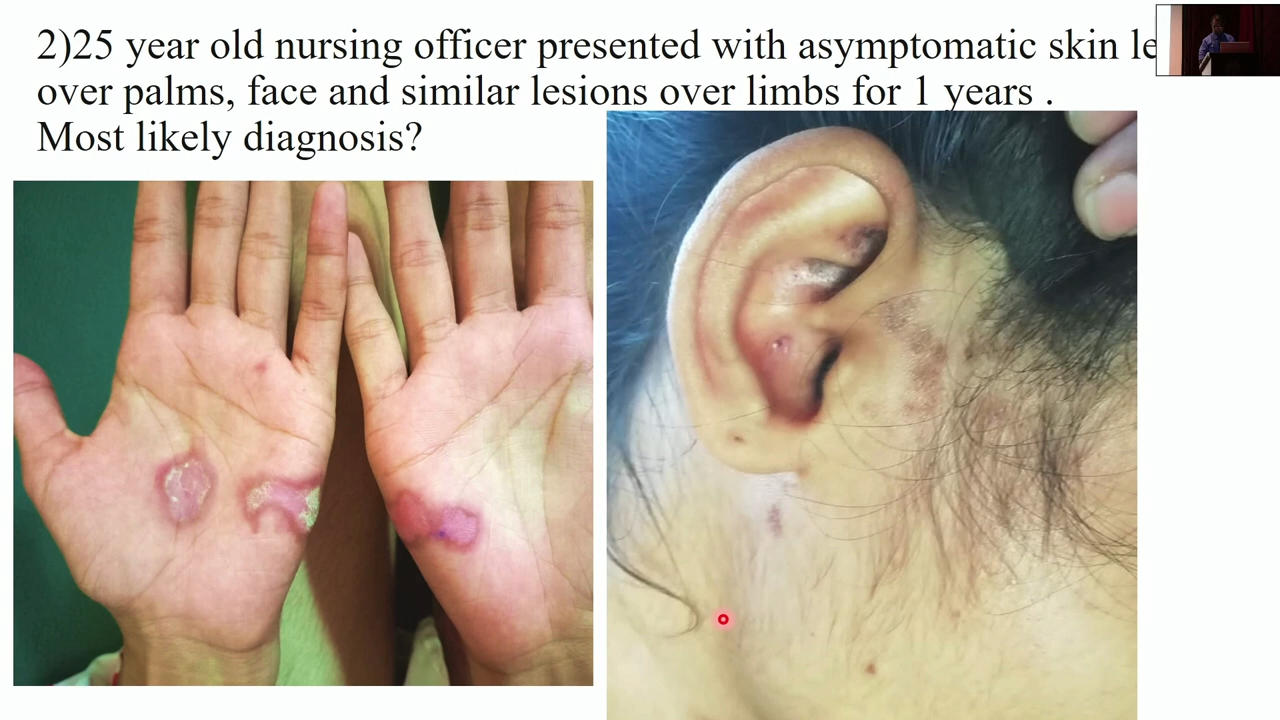 2)25 year old nursing officer presented with asymptomatic skin le
over palms, face and similar lesions over limbs for 1 years .
Most likely diagnosis?